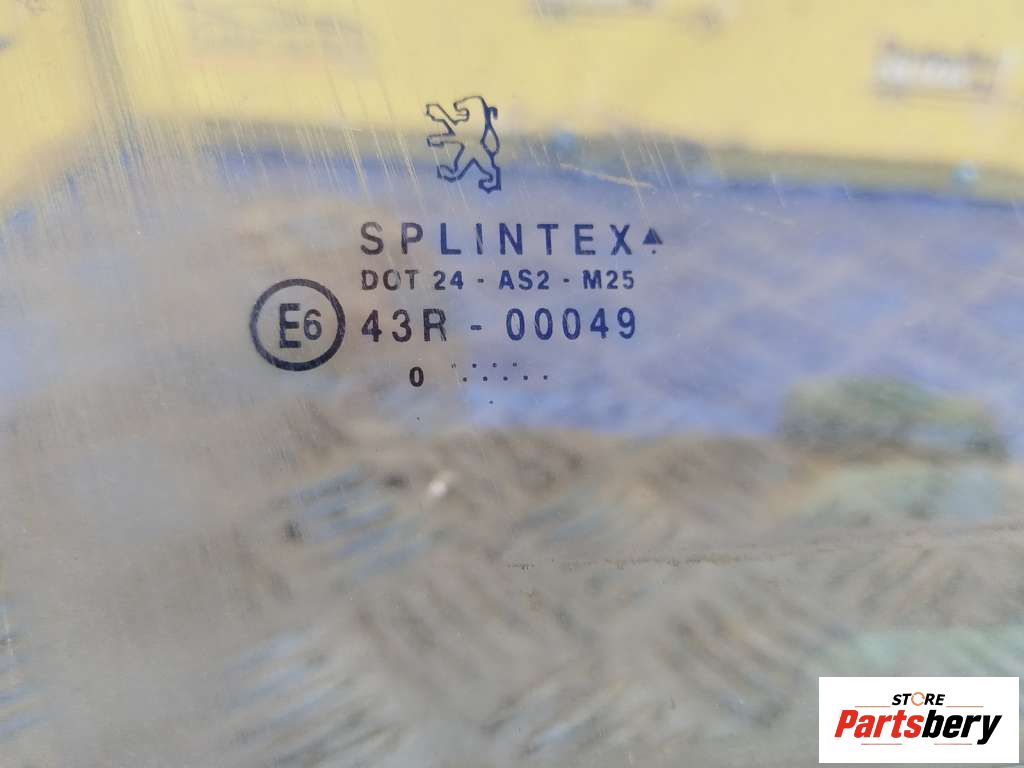 SPLINTEX
DOT 24 - AS2 - M25
E6
43R - 00049
0
STORE
Partsbery